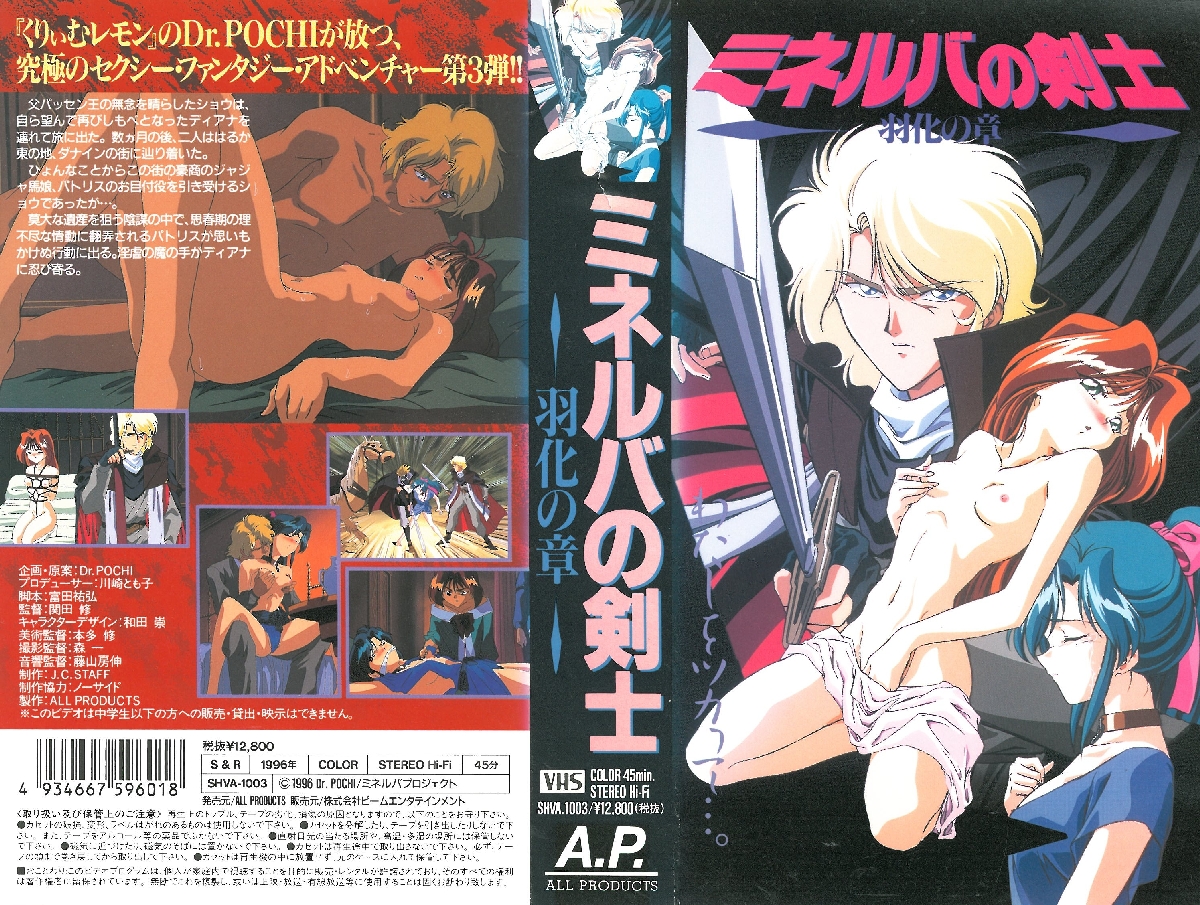 『くりいむレモン』のDr.POCHIが放つ、
究極のセクシー・ファンタジー・アドベンチャー第3弾!!
父バッセン王の無念を晴らしたショウは、
自ら望んで再びしもべとなったディアナを
連れて旅に出た。数ヵ月の後、二人ははるか
東の地、ダナインの街に辿り着いた。
ひょんなことからこの街の豪商のジャジ
ャ馬娘、パトリスのお目付役を引き受けるシ
ョウであったが…。
莫大な遺産を狙う陰謀の中で、思春期の理
不尽な情動に翻弄されるパトリスが思いも
かけぬ行動に出る。淫虐の魔の手がディアナ
に忍び寄る。
企画・原案:Dr.POCHI
プロデューサー:川崎とも子
脚本:富田祐弘
監督:関田 修
キャラクターデザイン:和田 崇
美術監督:本多 修
撮影監督:森 一
音響監督:藤山房伸
制作:J.C.STAFF
制作協力:ノーサイド
製作:ALL PRODUCTS
※このビデオは中学生以下の方への販売・貸出・映示はできません。
4 934667 596018
税抜¥12,800
S & R 1996年 COLOR STEREO Hi-Fi 45分
SHVA-1003 ©1996 Dr. POCHI/ミネルバプロジェクト
発売元/ALL PRODUCTS 販売元/株式会社ビームエンタテインメント
〈取り扱い及び保管上のご注意〉
ミネルバの剣士
羽化の章
VHS COLOR 45min.
STEREO Hi-Fi
SHVA.1003/¥12,800(税抜)
A.P.
ALL PRODUCTS
ミネルバの剣士
羽化の章